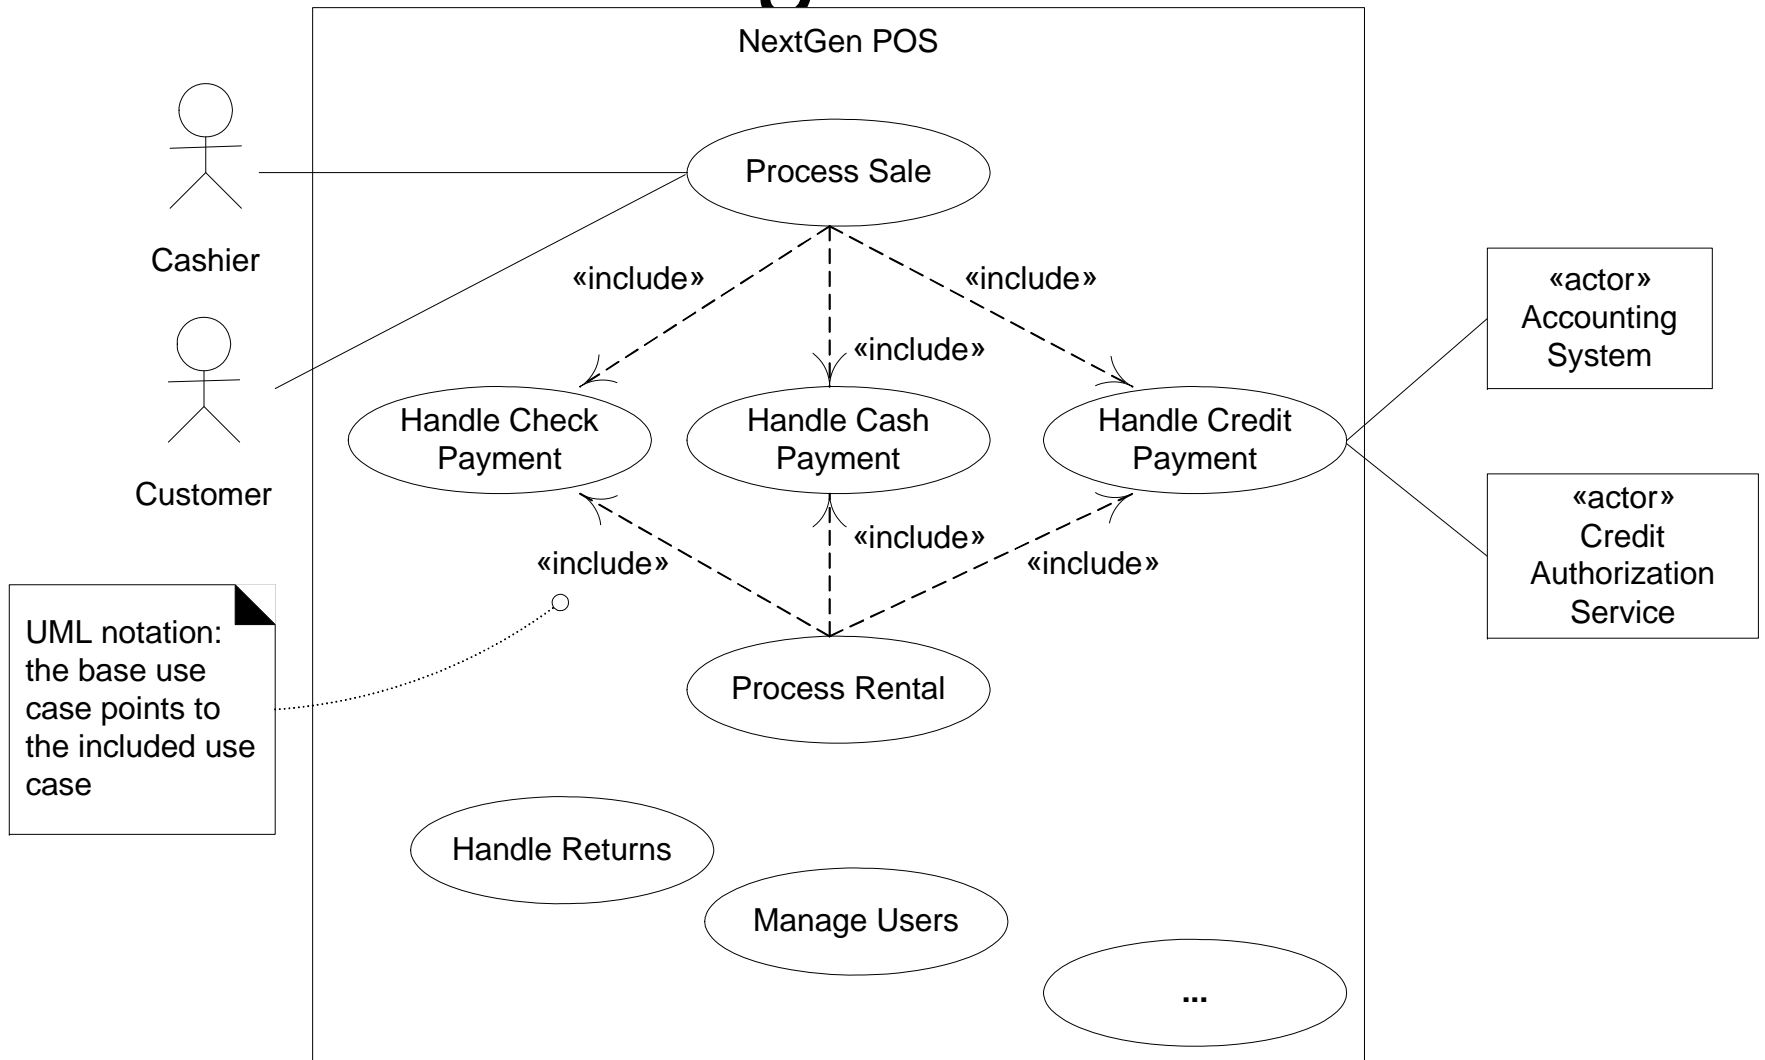 NextGen POS
Process Sale
Cashier
«include»
«include»
«actor»
Accounting
System
«include»
Handle Check
Payment
Handle Cash
Payment
Handle Credit
Payment
Customer
«actor»
Credit
Authorization
Service
«include»
«include»
«include»
UML notation:
the base use
case points to
the included use
case
Process Rental
Handle Returns
Manage Users
...